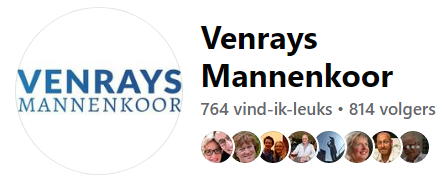 VENRAYS
MANNENKOOR
Venrays
Mannenkoor
764 vind-ik-leuks • 814 volgers